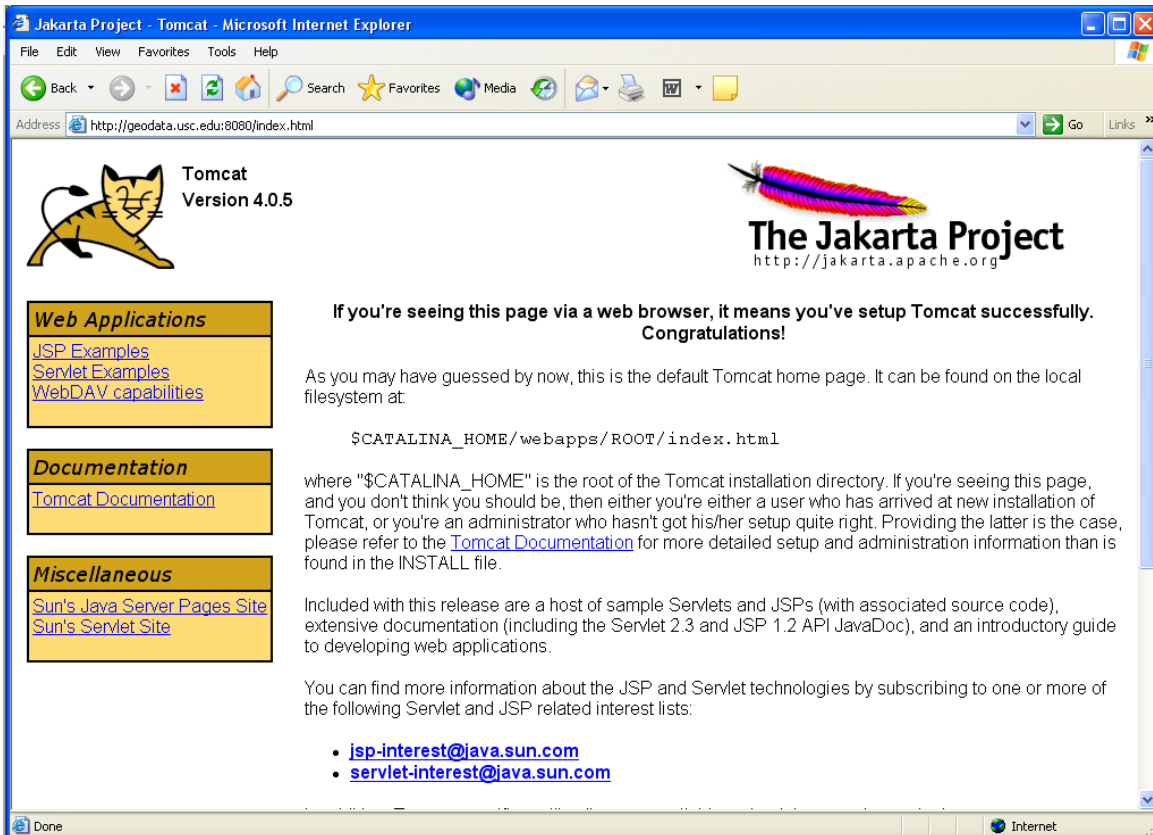 Jakarta Project - Tomcat - Microsoft Internet Explorer
File Edit View Favorites Tools Help
Back Search Favorites Media W
Address http://geodata.usc.edu:8080/index.html Go Links »
Tomcat
Version 4.0.5
The Jakarta Project
http://jakarta.apache.org
Web Applications
JSP Examples
Servlet Examples
WebDAV capabilities
Documentation
Tomcat Documentation
Miscellaneous
Sun's Java Server Pages Site
Sun's Servlet Site
If you're seeing this page via a web browser, it means you've setup Tomcat successfully.
Congratulations!
As you may have guessed by now, this is the default Tomcat home page. It can be found on the local
filesystem at:
$CATALINA_HOME/webapps/ROOT/index.html
where "$CATALINA_HOME" is the root of the Tomcat installation directory. If you're seeing this page,
and you don't think you should be, then either you're either a user who has arrived at new installation of
Tomcat, or you're an administrator who hasn't got his/her setup quite right. Providing the latter is the case,
please refer to the Tomcat Documentation for more detailed setup and administration information than is
found in the INSTALL file.
Included with this release are a host of sample Servlets and JSPs (with associated source code),
extensive documentation (including the Servlet 2.3 and JSP 1.2 API JavaDoc), and an introductory guide
to developing web applications.
You can find more information about the JSP and Servlet technologies by subscribing to one or more of
the following Servlet and JSP related interest lists:
• jsp-interest@java.sun.com
• servlet-interest@java.sun.com
Done Internet